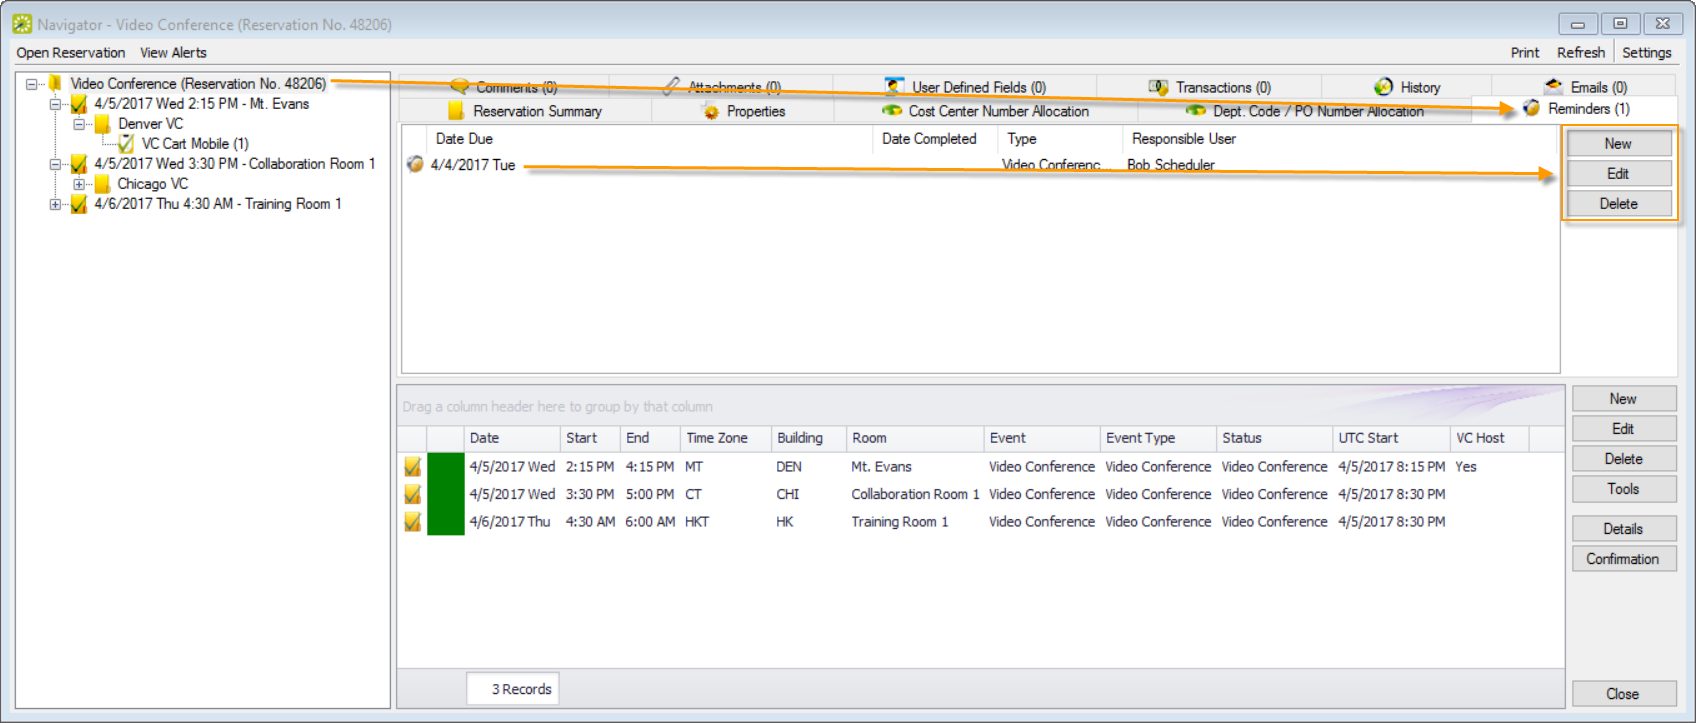 Navigator - Video Conference (Reservation No. 48206)
Open Reservation View Alerts Print Refresh Settings
Video Conference (Reservation No. 48206)
4/5/2017 Wed 2:15 PM - Mt. Evans
Denver VC
VC Cart Mobile (1)
4/5/2017 Wed 3:30 PM - Collaboration Room 1
Chicago VC
4/6/2017 Thu 4:30 AM - Training Room 1
Comments (0) Attachments (0) User Defined Fields (0) Transactions (0) History Emails (0)
Reservation Summary Properties Cost Center Number Allocation Dept. Code / PO Number Allocation Reminders (1)
Date Due Date Completed Type Responsible User
4/4/2017 Tue Video Conferenc... Bob Scheduler
New
Edit
Delete
Drag a column header here to group by that column
Date Start End Time Zone Building Room Event Event Type Status UTC Start VC Host
4/5/2017 Wed 2:15 PM 4:15 PM MT DEN Mt. Evans Video Conference Video Conference Video Conference 4/5/2017 8:15 PM Yes
4/5/2017 Wed 3:30 PM 5:00 PM CT CHI Collaboration Room 1 Video Conference Video Conference Video Conference 4/5/2017 8:30 PM
4/6/2017 Thu 4:30 AM 6:00 AM HKT HK Training Room 1 Video Conference Video Conference Video Conference 4/5/2017 8:30 PM
3 Records
New
Edit
Delete
Tools
Details
Confirmation
Close